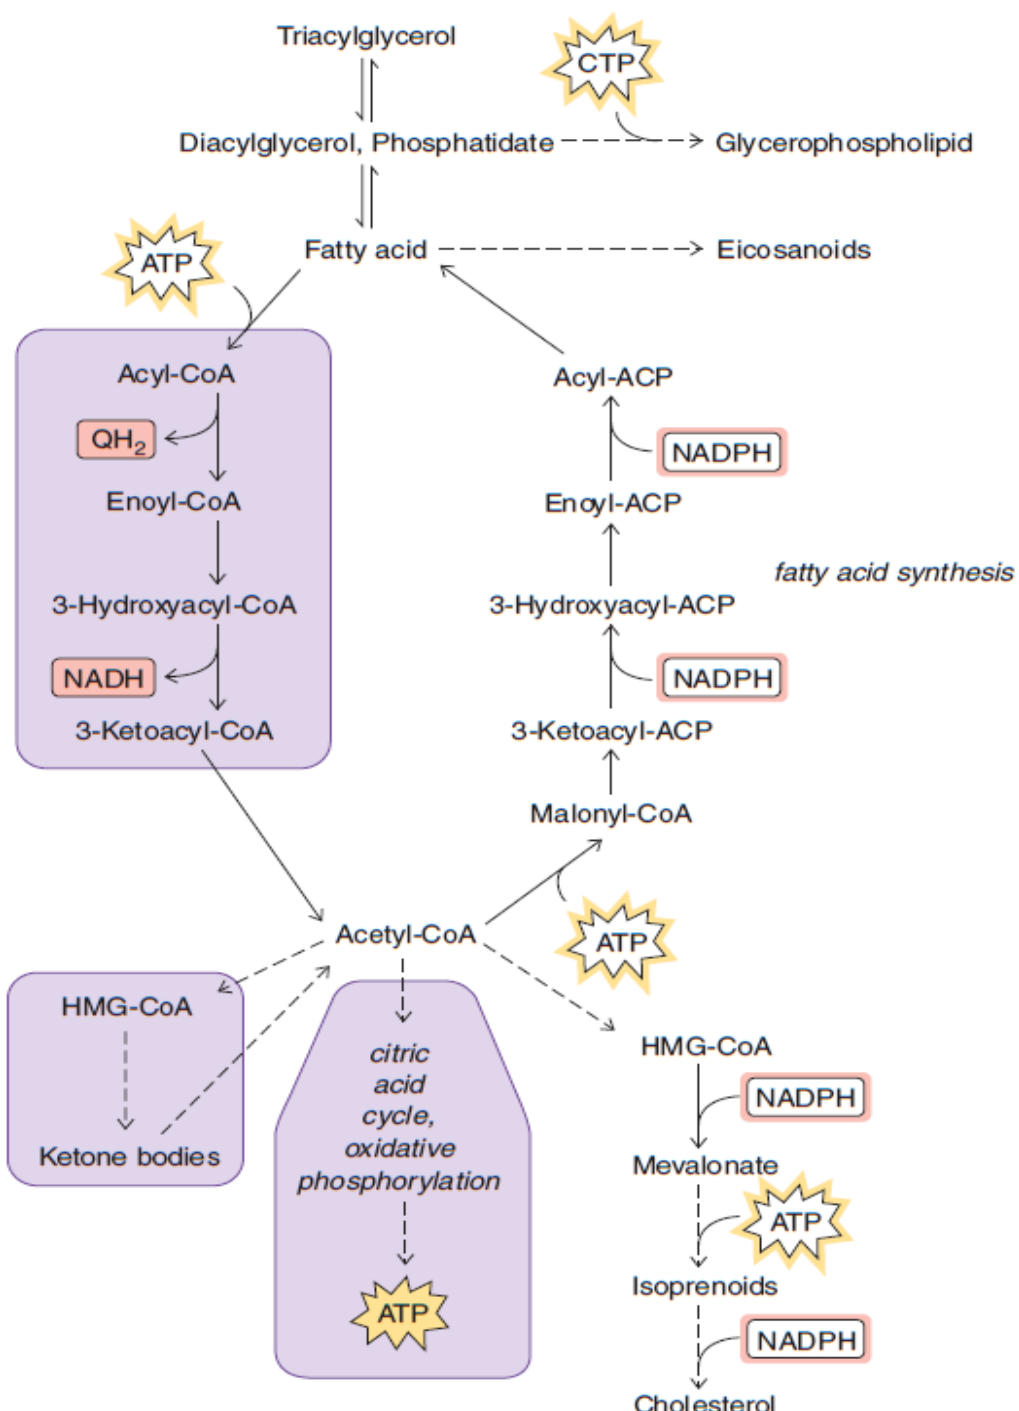 Triacylglycerol
CTP
Diacylglycerol, Phosphatidate
Glycerophospholipid
ATP
Fatty acid
Eicosanoids
Acyl-CoA
QH₂
Enoyl-CoA
3-Hydroxyacyl-CoA
NADH
3-Ketoacyl-CoA
Acyl-ACP
NADPH
Enoyl-ACP
fatty acid synthesis
3-Hydroxyacyl-ACP
NADPH
3-Ketoacyl-ACP
Malonyl-CoA
Acetyl-CoA
ATP
HMG-CoA
Ketone bodies
citric
acid
cycle,
oxidative
phosphorylation
ATP
HMG-CoA
NADPH
Mevalonate
ATP
Isoprenoids
NADPH
Cholesterol